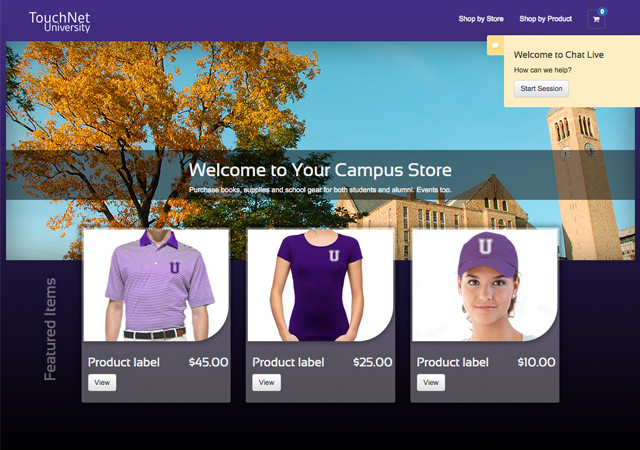 TouchNet
University
Shop by Store
Shop by Product
0
Welcome to Chat Live
How can we help?
Start Session
Welcome to Your Campus Store
Purchase books, supplies and school gear for both students and alumni. Events too.
Featured Items
U
U
U
Product label $45.00
View
Product label $25.00
View
Product label $10.00
View